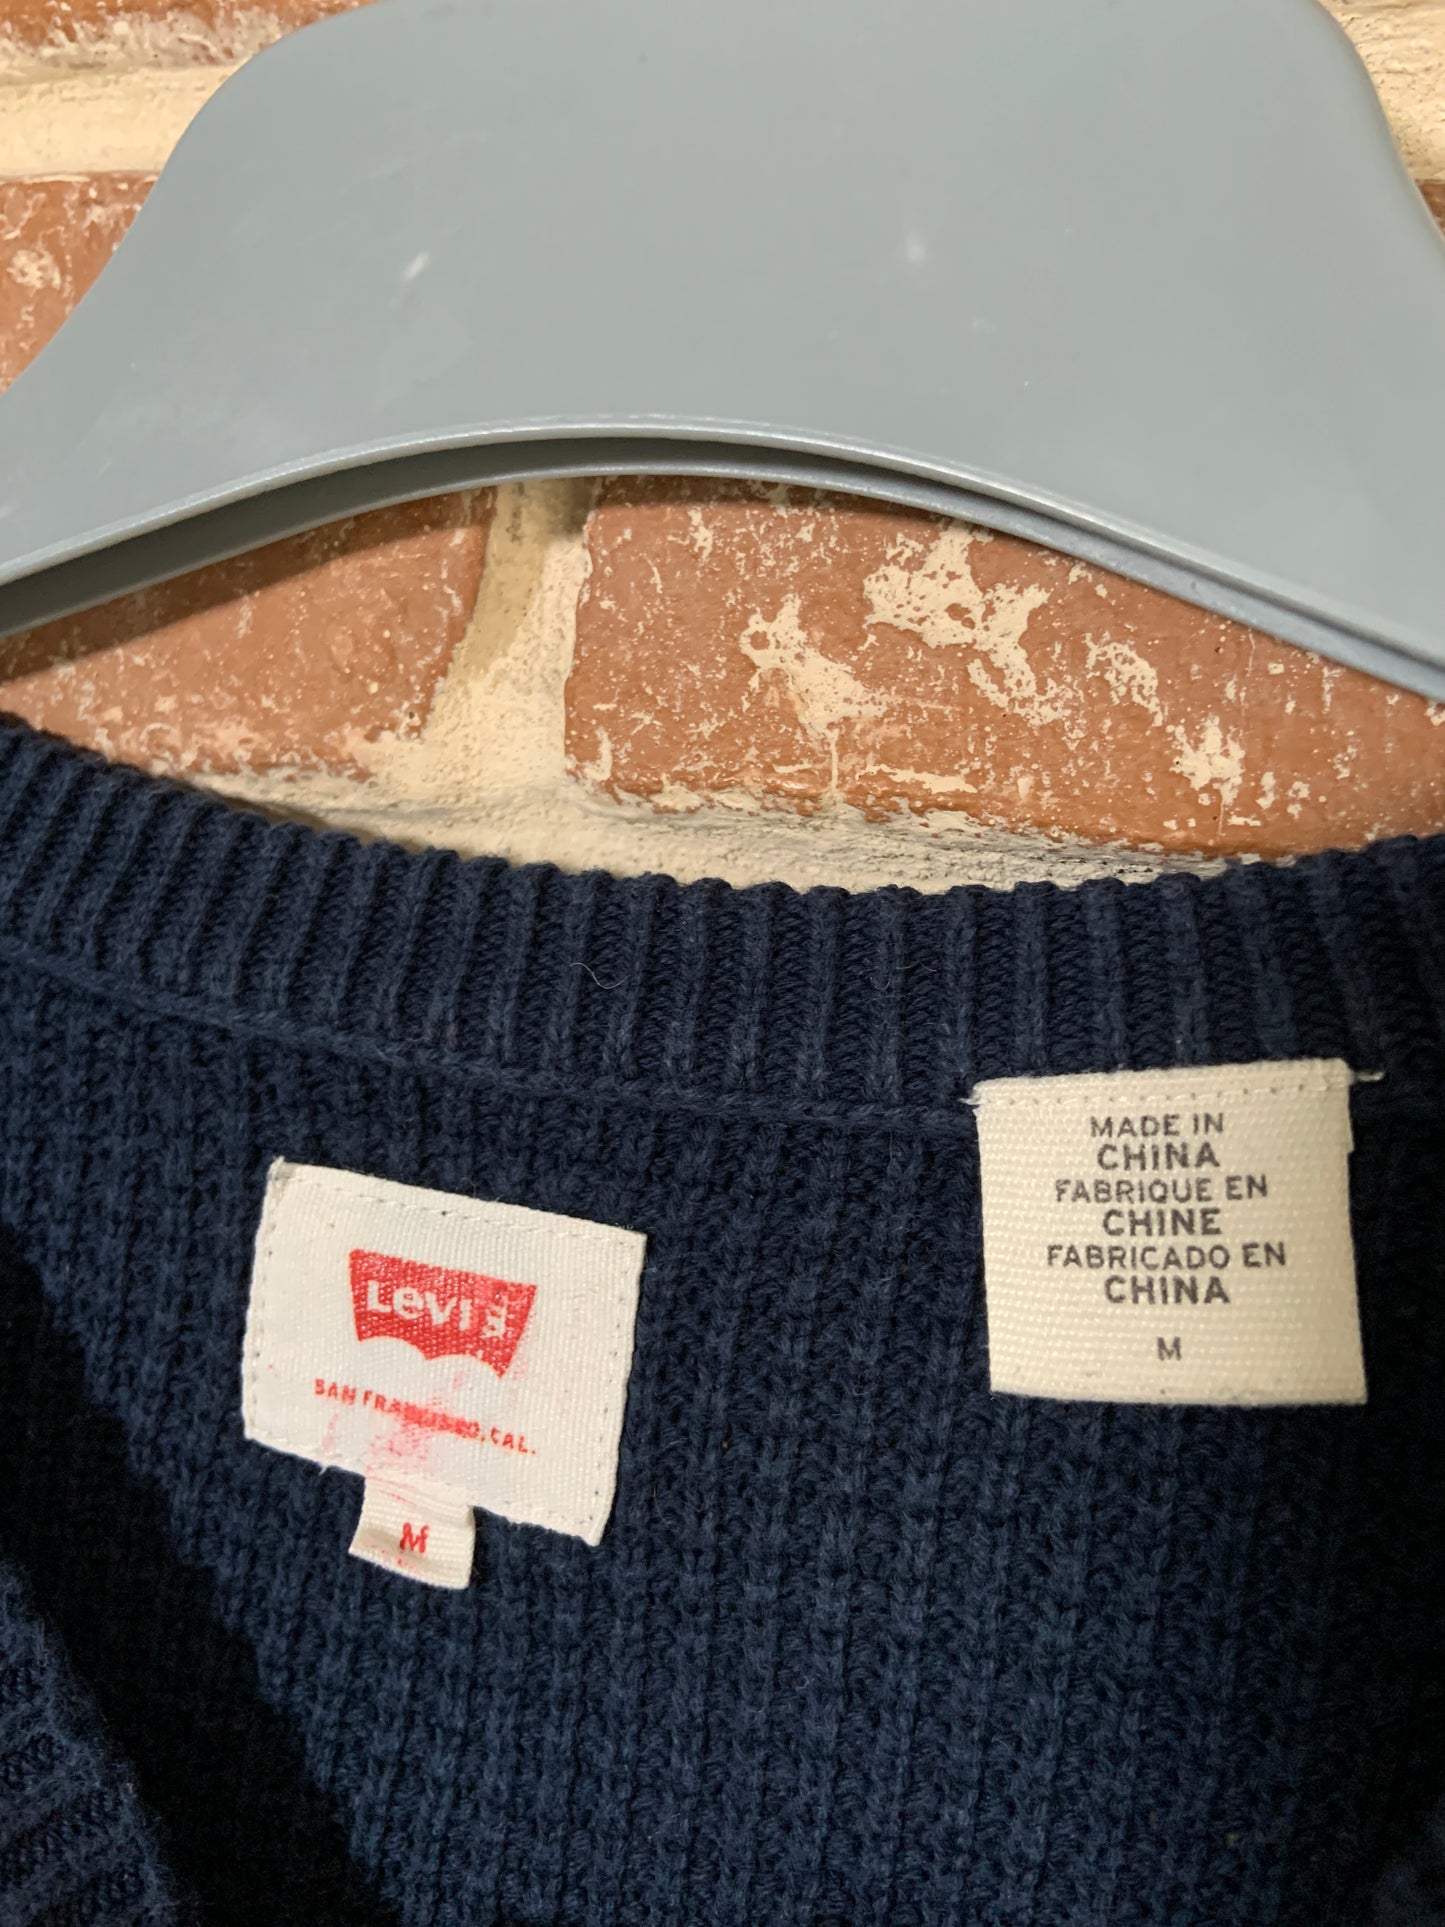 Levi's
SAN FRANCISCO, CAL.
M
MADE IN
CHINA
FABRIQUE EN
CHINE
FABRICADO EN
CHINA
M